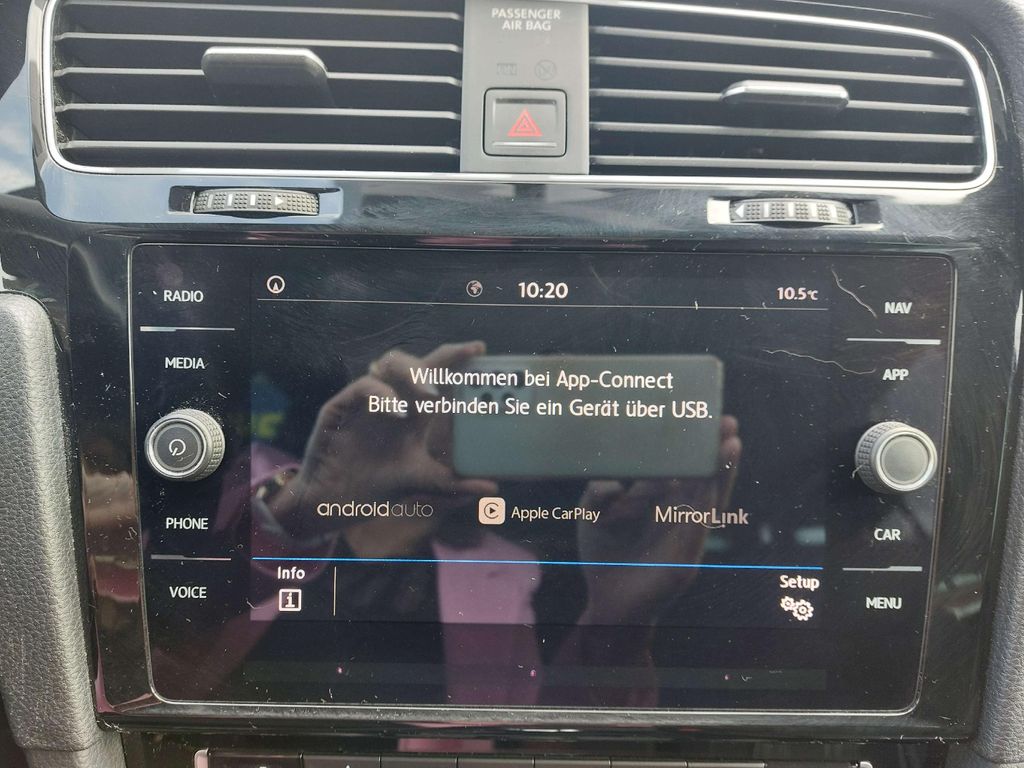 PASSENGER
AIR BAG
RADIO
MEDIA
PHONE
VOICE
10:20
10.5°C
Willkommen bei App-Connect
Bitte verbinden Sie ein Gerät über USB.
androidauto
Apple CarPlay
MirrorLink
Info
Setup
NAV
APP
CAR
MENU